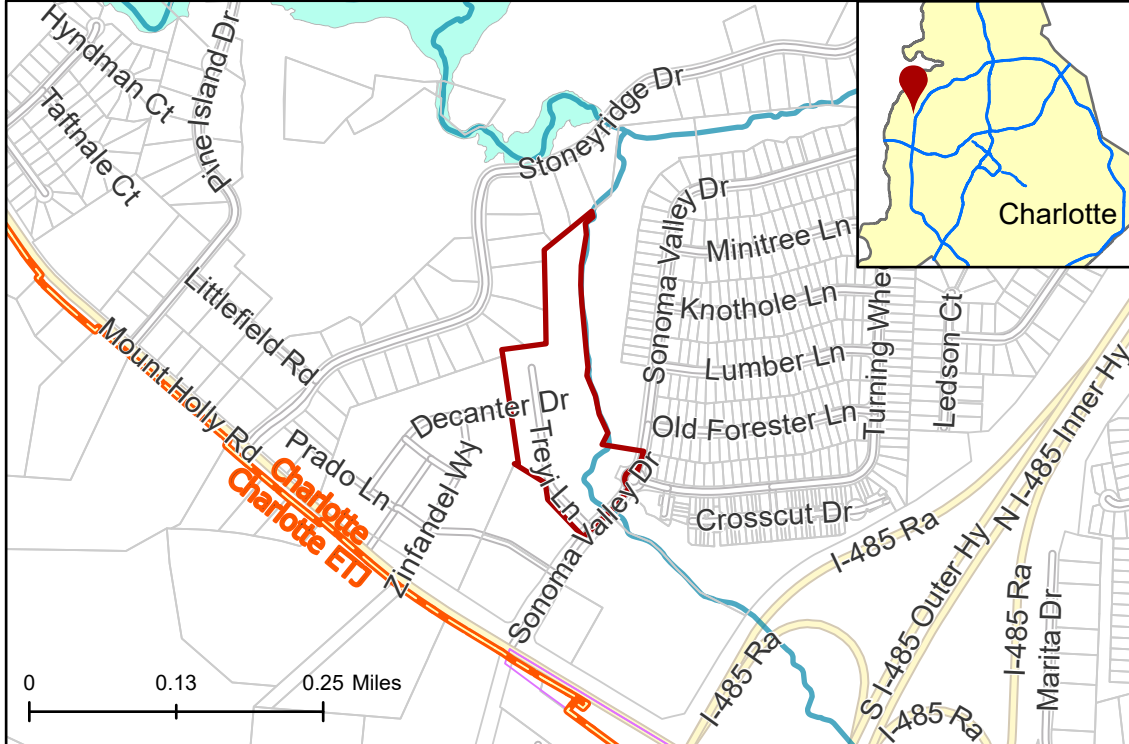 Hyndman Ct
Pine Island Dr
Taftnale Ct
Stoneyridge Dr
Charlotte
Sonoma Valley Dr
Minitree Ln
Knothole Ln
Turning Whee
Ledson Ct
Littlefield Rd
Lumber Ln
Mount Holly Rd
Decanter Dr
Treyi Ln
Old Forester Ln
N I-485 Inner Hy
Prado Ln
Zinfandel Wy
Charlotte
Charlotte ETJ
Sonoma Valley Dr
Crosscut Dr
I-485 Ra
S I-485 Outer Hy
I-485 Ra
Marita Dr
I-485 Ra
I-485 Ra
0 0.13 0.25 Miles